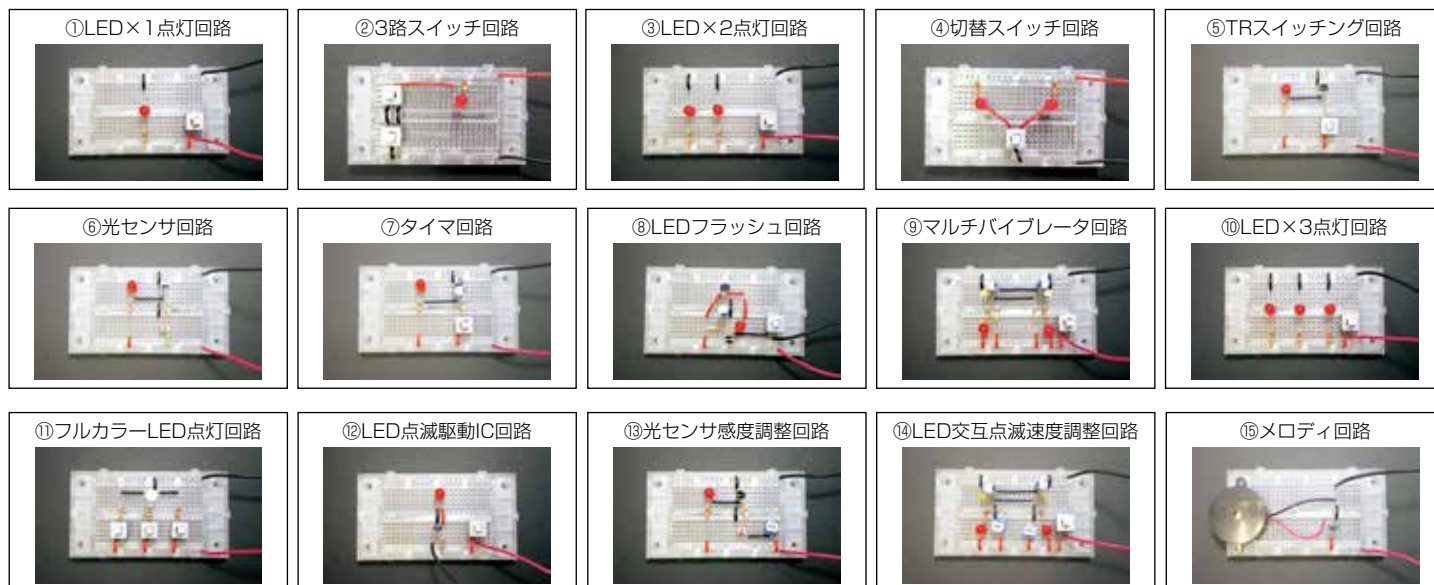 ①LED×1点灯回路
②3路スイッチ回路
③LED×2点灯回路
④切替スイッチ回路
⑤TRスイッチング回路
⑥光センサ回路
⑦タイマ回路
⑧LEDフラッシュ回路
⑨マルチバイブレータ回路
⑩LED×3点灯回路
⑪フルカラーLED点灯回路
⑫LED点滅駆動IC回路
⑬光センサ感度調整回路
⑭LED交互点滅速度調整回路
⑮メロディ回路